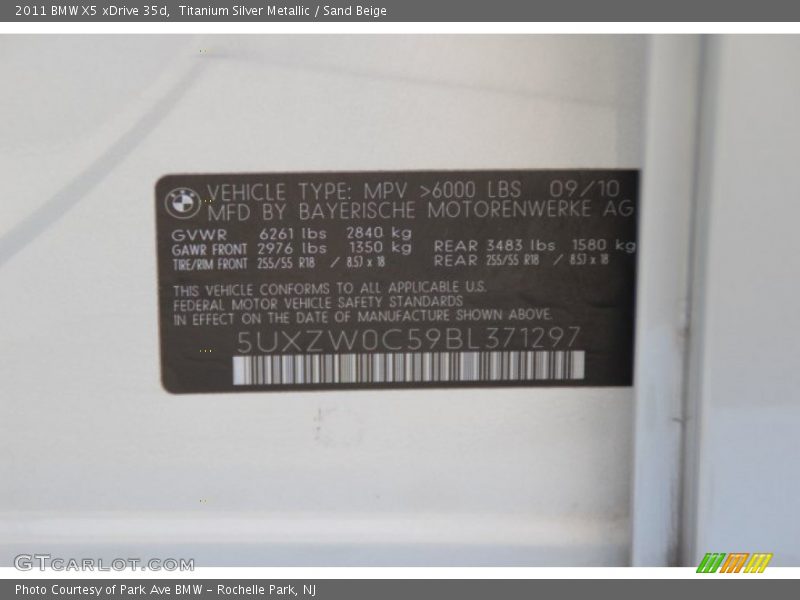 2011 BMW X5 xDrive 35d,  Titanium Silver Metallic / Sand Beige
VEHICLE TYPE: MPV >6000 LBS 09/10
MFD BY BAYERISCHE MOTORENWERKE AG
GVWR 6261 lbs 2840 kg
GAWR FRONT 2976 lbs 1350 kg REAR 3483 lbs 1580 kg
TIRE/RIM FRONT 255/55 R18 / 8.5J x 18 REAR 255/55 R18 / 8.5J x 18
THIS VEHICLE CONFORMS TO ALL APPLICABLE U.S.
FEDERAL MOTOR VEHICLE SAFETY STANDARDS
IN EFFECT ON THE DATE OF MANUFACTURE SHOWN ABOVE.
5UXZW0C59BL371297
GTCARLOT.COM
Photo Courtesy of Park Ave BMW - Rochelle Park, NJ